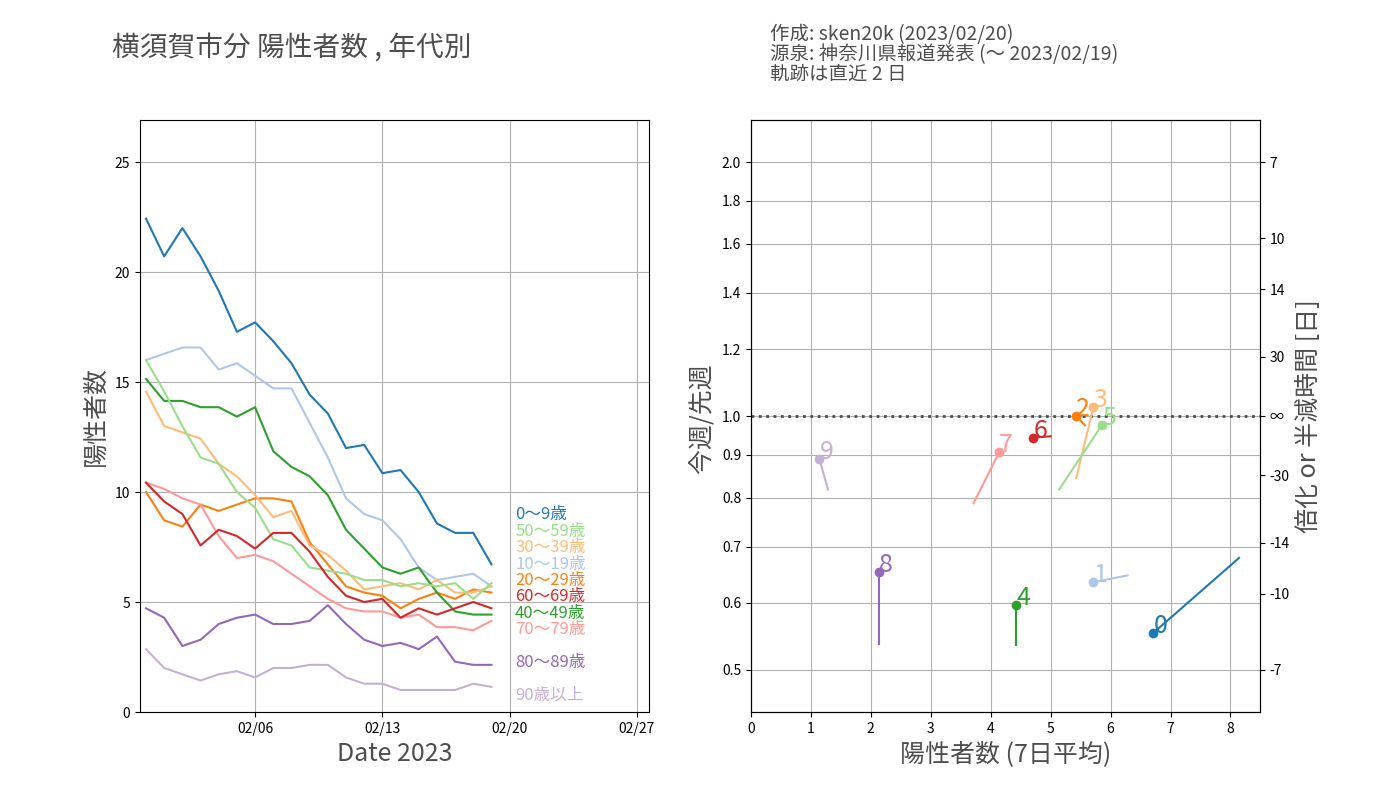 横須賀市分 陽性者数 , 年代別
作成: sken20k (2023/02/20)
源泉: 神奈川県報道発表 (～ 2023/02/19)
軌跡は直近 2 日
陽性者数
25
20
15
10
5
0
02/06
02/13
02/20
02/27
Date 2023
0～9歳
50～59歳
30～39歳
10～19歳
20～29歳
60～69歳
40～49歳
70～79歳
80～89歳
90歳以上
今週/先週
2.0
1.8
1.6
1.4
1.2
1.0
0.9
0.8
0.7
0.6
0.5
0
1
2
3
4
5
6
7
8
陽性者数 (7日平均)
3
2
5
6
7
9
8
1
4
0
7
10
14
30
∞
-30
-14
-10
-7
倍化 or 半減時間 [日]